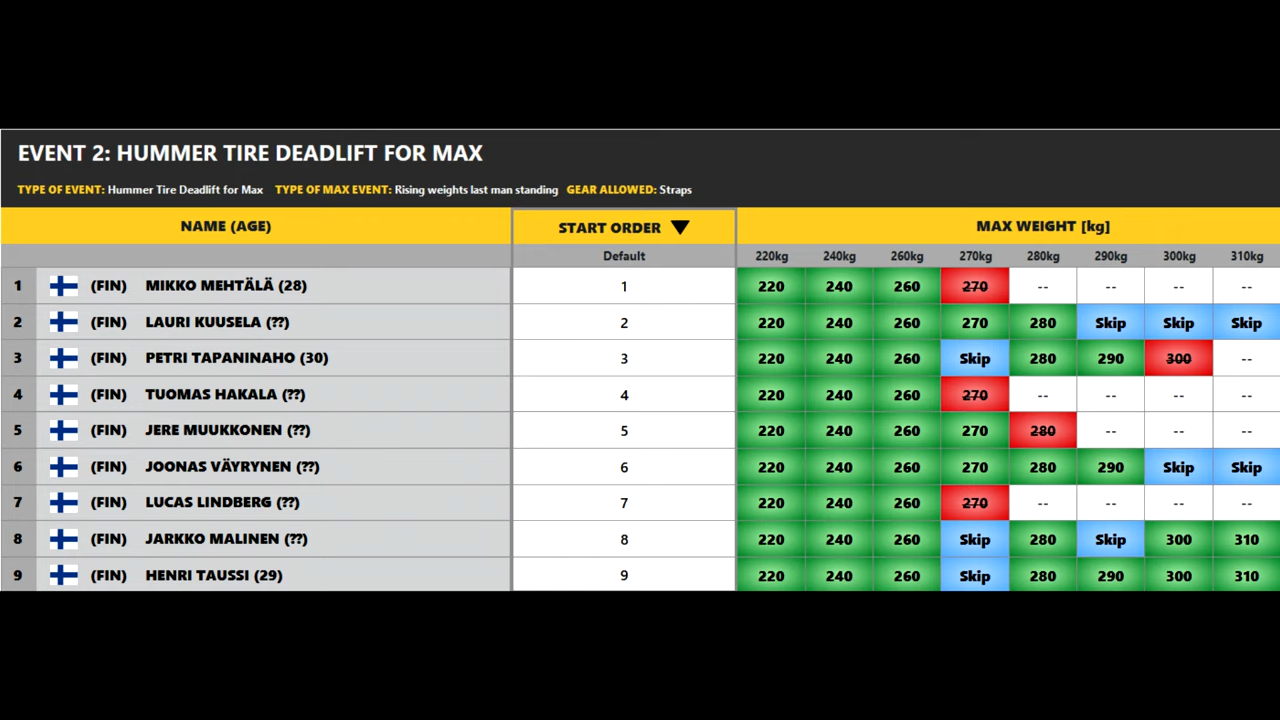 EVENT 2: HUMMER TIRE DEADLIFT FOR MAX
TYPE OF EVENT: Hummer Tire Deadlift for Max TYPE OF MAX EVENT: Rising weights last man standing GEAR ALLOWED: Straps
NAME (AGE) START ORDER ▼ MAX WEIGHT [kg]
Default 220kg 240kg 260kg 270kg 280kg 290kg 300kg 310kg
1 (FIN) MIKKO MEHTÄLÄ (28) 1 220 240 260 270 -- -- -- --
2 (FIN) LAURI KUUSELA (??) 2 220 240 260 270 280 Skip Skip Skip
3 (FIN) PETRI TAPANINAHO (30) 3 220 240 260 Skip 280 290 300 --
4 (FIN) TUOMAS HAKALA (??) 4 220 240 260 270 -- -- -- --
5 (FIN) JERE MUUKKONEN (??) 5 220 240 260 270 280 -- -- --
6 (FIN) JOONAS VÄYRYNEN (??) 6 220 240 260 270 280 290 Skip Skip
7 (FIN) LUCAS LINDBERG (??) 7 220 240 260 270 -- -- -- --
8 (FIN) JARKKO MALINEN (??) 8 220 240 260 Skip 280 Skip 300 310
9 (FIN) HENRI TAUSSI (29) 9 220 240 260 Skip 280 290 300 310